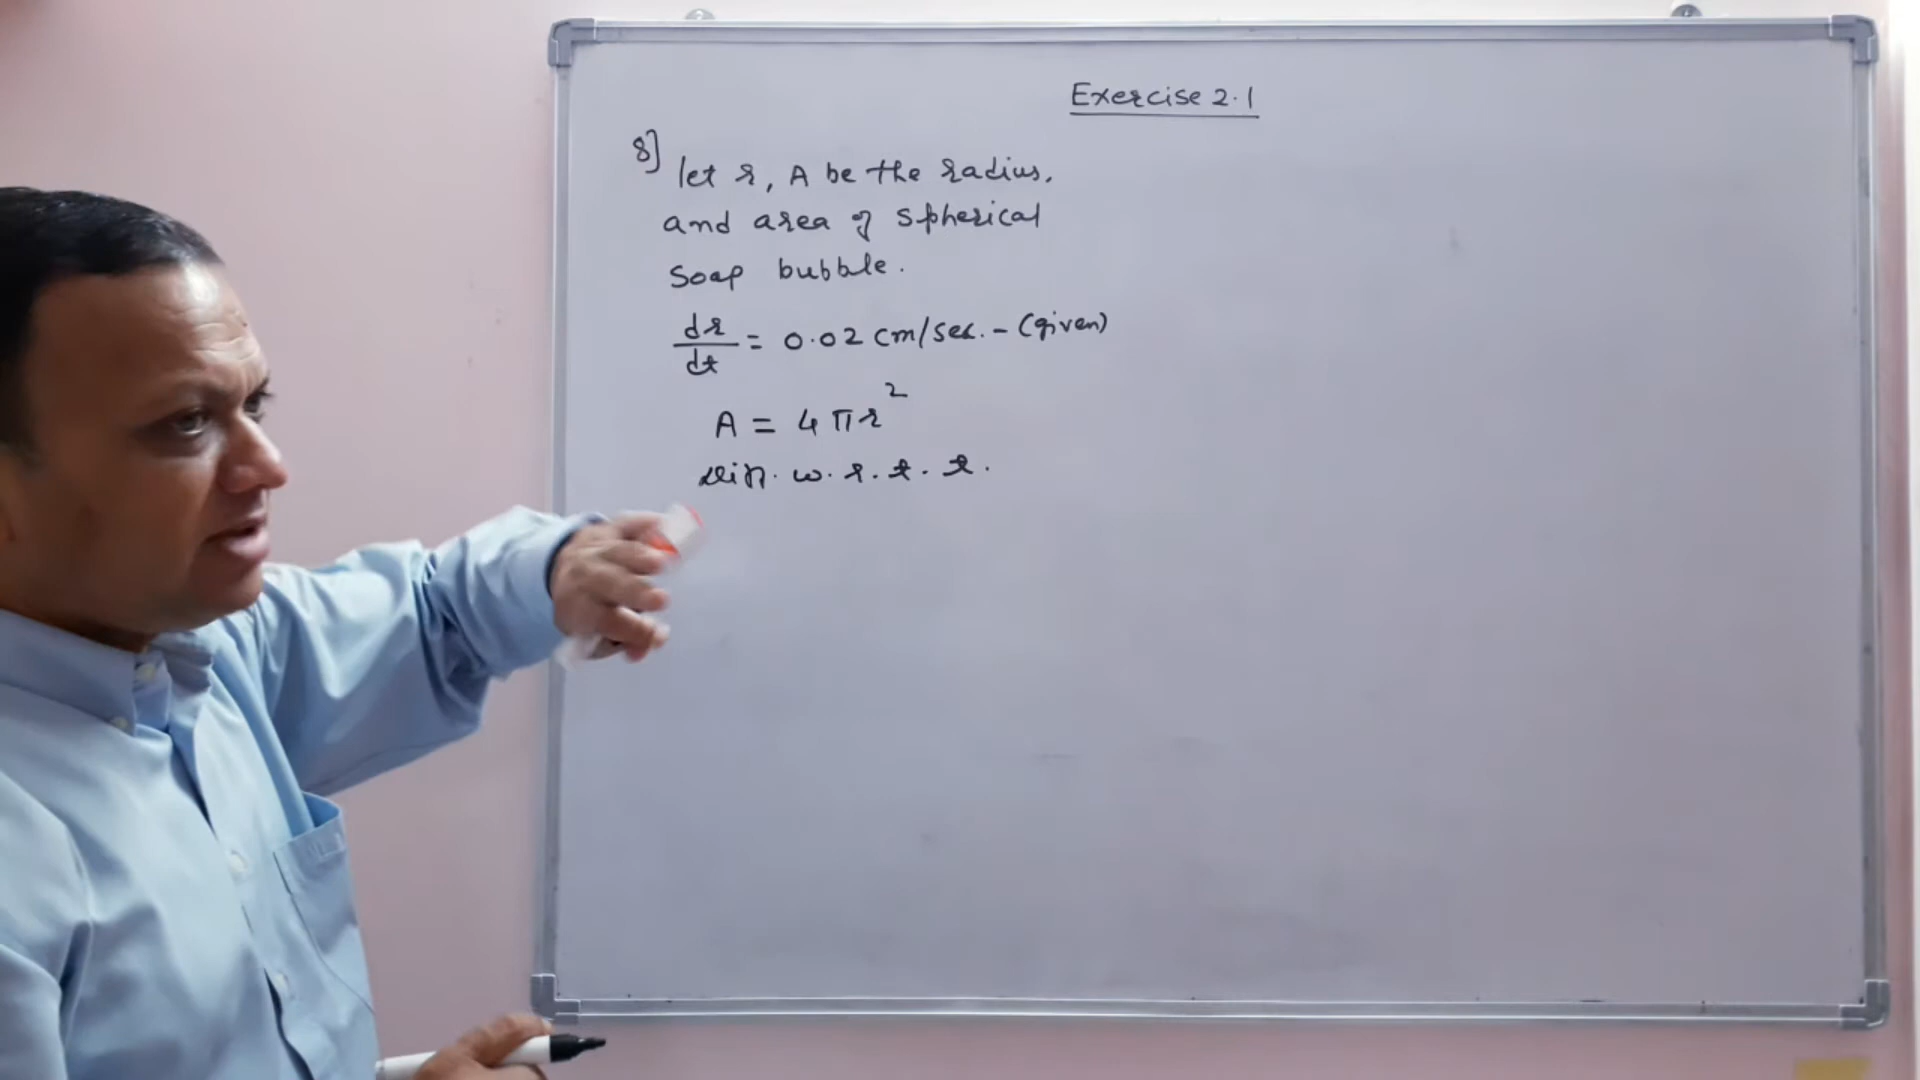 Exercise 2.1
8]
let r, A be the radius,
and area of spherical
soap bubble.
dr/dt = 0.02 cm/sec. - (given)
A = 4πr²
diff. w. r. t. t.